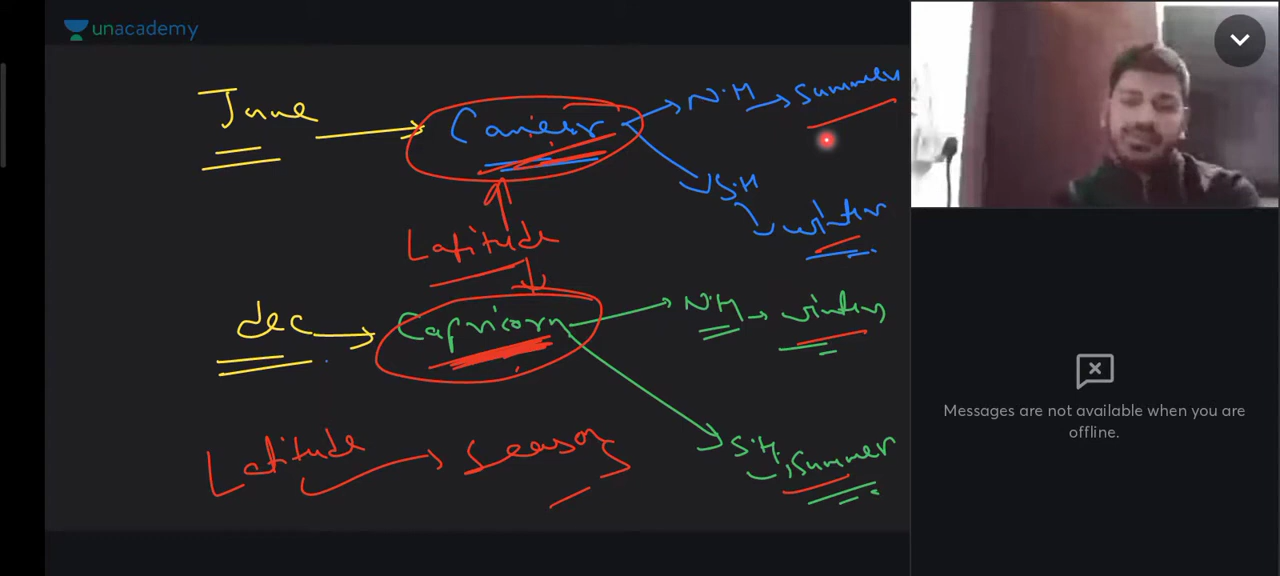 unacademy
June → Cancer → N.H → Summer
S.H
winter
Latitude
dec → Capricorn → N.H → winter
S.H. Summer
Latitude → Season
Messages are not available when you are
offline.